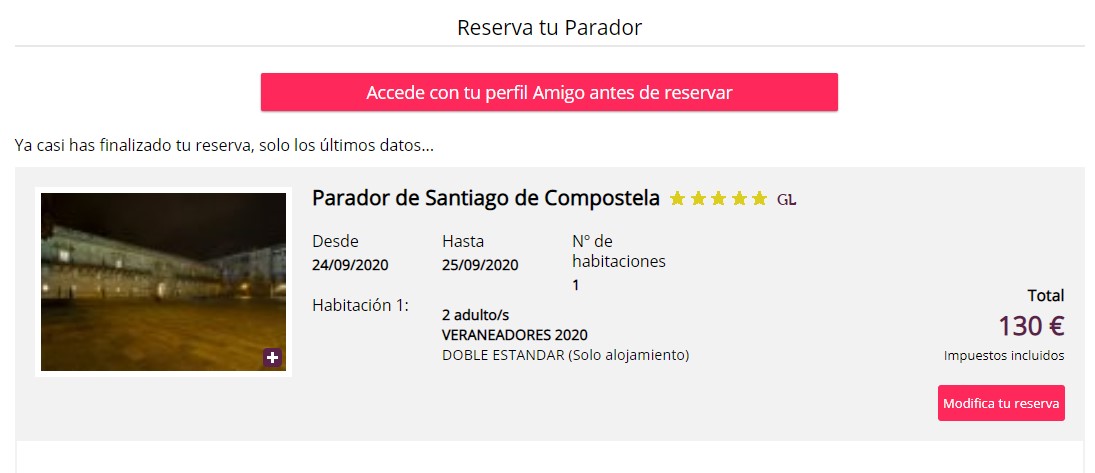 Reserva tu Parador
Accede con tu perfil Amigo antes de reservar
Ya casi has finalizado tu reserva, solo los últimos datos...
Parador de Santiago de Compostela GL
Desde
24/09/2020
Hasta
25/09/2020
Nº de
habitaciones
1
Habitación 1:
2 adulto/s
VERANEADORES 2020
DOBLE ESTANDAR (Solo alojamiento)
Total
130 €
Impuestos incluidos
Modifica tu reserva